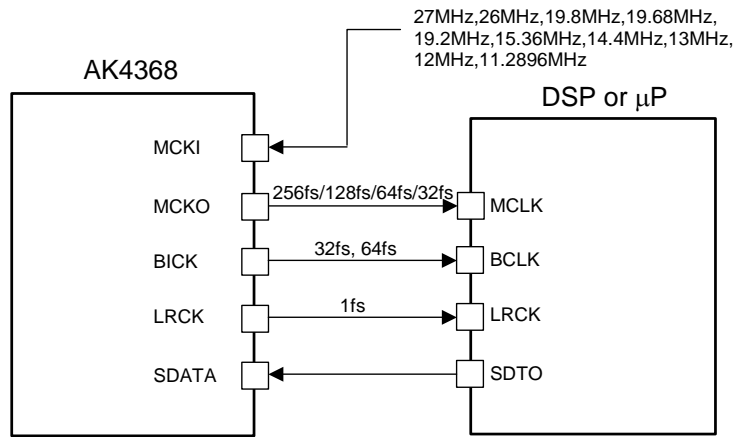 27MHz,26MHz,19.8MHz,19.68MHz,
19.2MHz,15.36MHz,14.4MHz,13MHz,
12MHz,11.2896MHz
AK4368
DSP or μP
MCKI
MCKO
256fs/128fs/64fs/32fs
MCLK
BICK
32fs, 64fs
BCLK
LRCK
1fs
LRCK
SDATA
SDTO